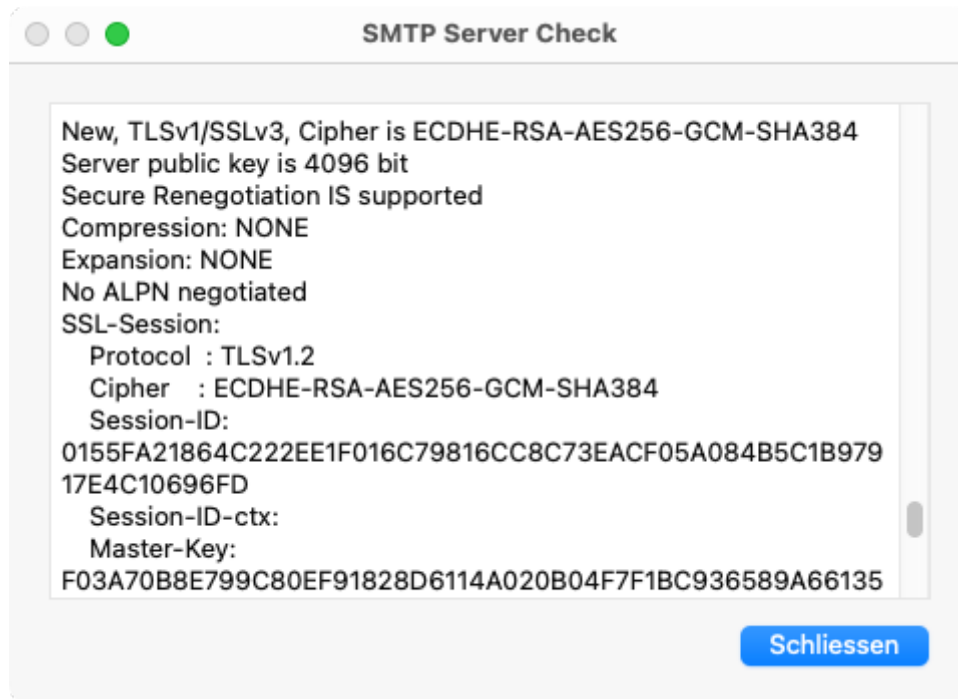 SMTP Server Check
New, TLSv1/SSLv3, Cipher is ECDHE-RSA-AES256-GCM-SHA384
Server public key is 4096 bit
Secure Renegotiation IS supported
Compression: NONE
Expansion: NONE
No ALPN negotiated
SSL-Session:
Protocol : TLSv1.2
Cipher : ECDHE-RSA-AES256-GCM-SHA384
Session-ID:
0155FA21864C222EE1F016C79816CC8C73EACF05A084B5C1B979
17E4C10696FD
Session-ID-ctx:
Master-Key:
F03A70B8E799C80EF91828D6114A020B04F7F1BC936589A66135
Schliessen